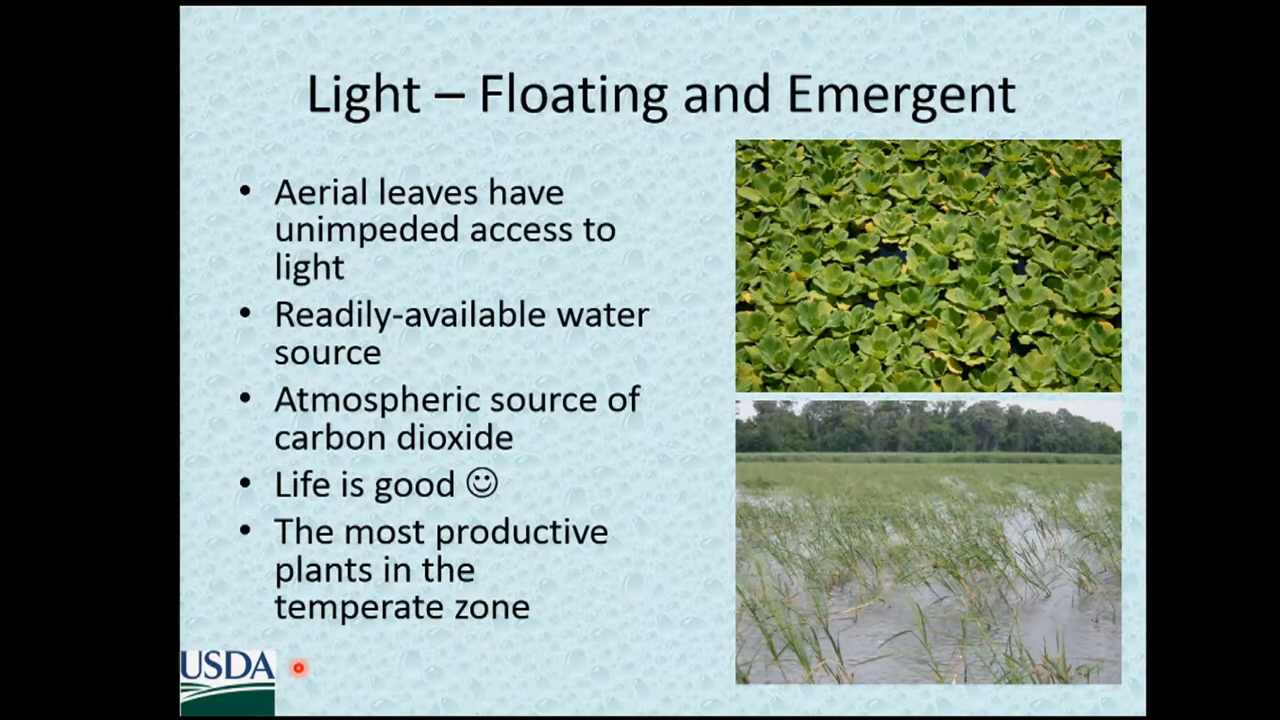 Light – Floating and Emergent
• Aerial leaves have
unimpeded access to
light
• Readily-available water
source
• Atmospheric source of
carbon dioxide
• Life is good ☺
• The most productive
plants in the
temperate zone
USDA